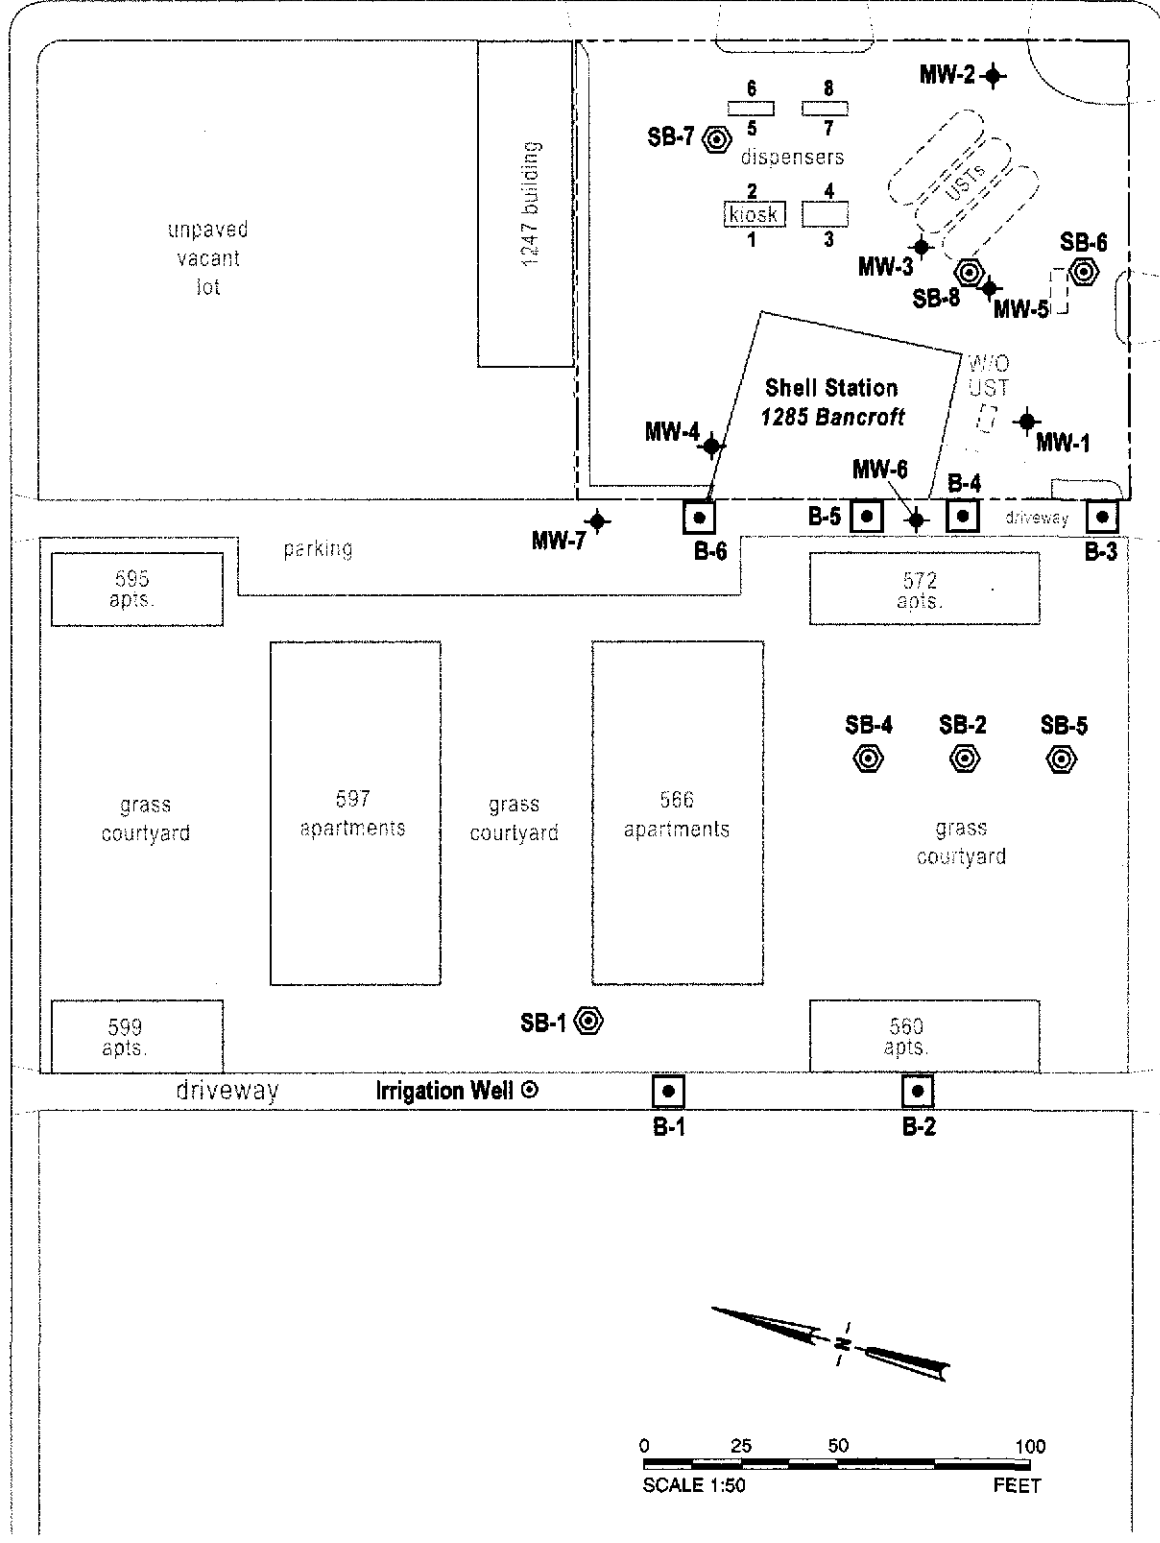 MW-2
6
8
SB-7
5
7
dispensers
1247 building
USTs
unpaved
vacant
lot
2
4
kiosk
1
3
SB-6
MW-3
SB-8
MW-5
W/O
UST
Shell Station
1285 Bancroft
MW-4
MW-1
MW-6
B-4
B-5
driveway
MW-7
B-6
B-3
parking
595
apts.
572
apts.
SB-4
SB-2
SB-5
grass
courtyard
597
apartments
grass
courtyard
566
apartments
grass
courtyard
SB-1
599
apts.
560
apts.
driveway
Irrigation Well
B-1
B-2
N
0
25
50
100
SCALE 1:50
FEET